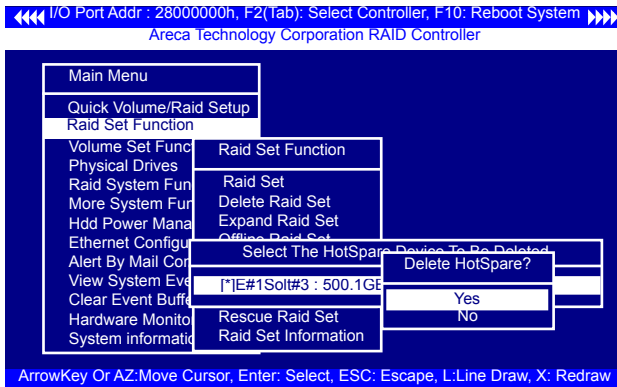 I/O Port Addr : 28000000h, F2(Tab): Select Controller, F10: Reboot System
Areca Technology Corporation RAID Controller
Main Menu
Quick Volume/Raid Setup
Raid Set Function
Volume Set Func
Physical Drives
Raid System Fun
More System Fun
Hdd Power Mana
Ethernet Configu
Alert By Mail Con
View System Eve
Clear Event Buffe
Hardware Monito
System informatio
Raid Set Function
Raid Set
Delete Raid Set
Expand Raid Set
Offline Raid Set
Select The HotSpare Device To Be Deleted
[*]E#1Solt#3 : 500.1GB
Rescue Raid Set
Raid Set Information
Delete HotSpare?
Yes
No
ArrowKey Or AZ:Move Cursor, Enter: Select, ESC: Escape, L:Line Draw, X: Redraw